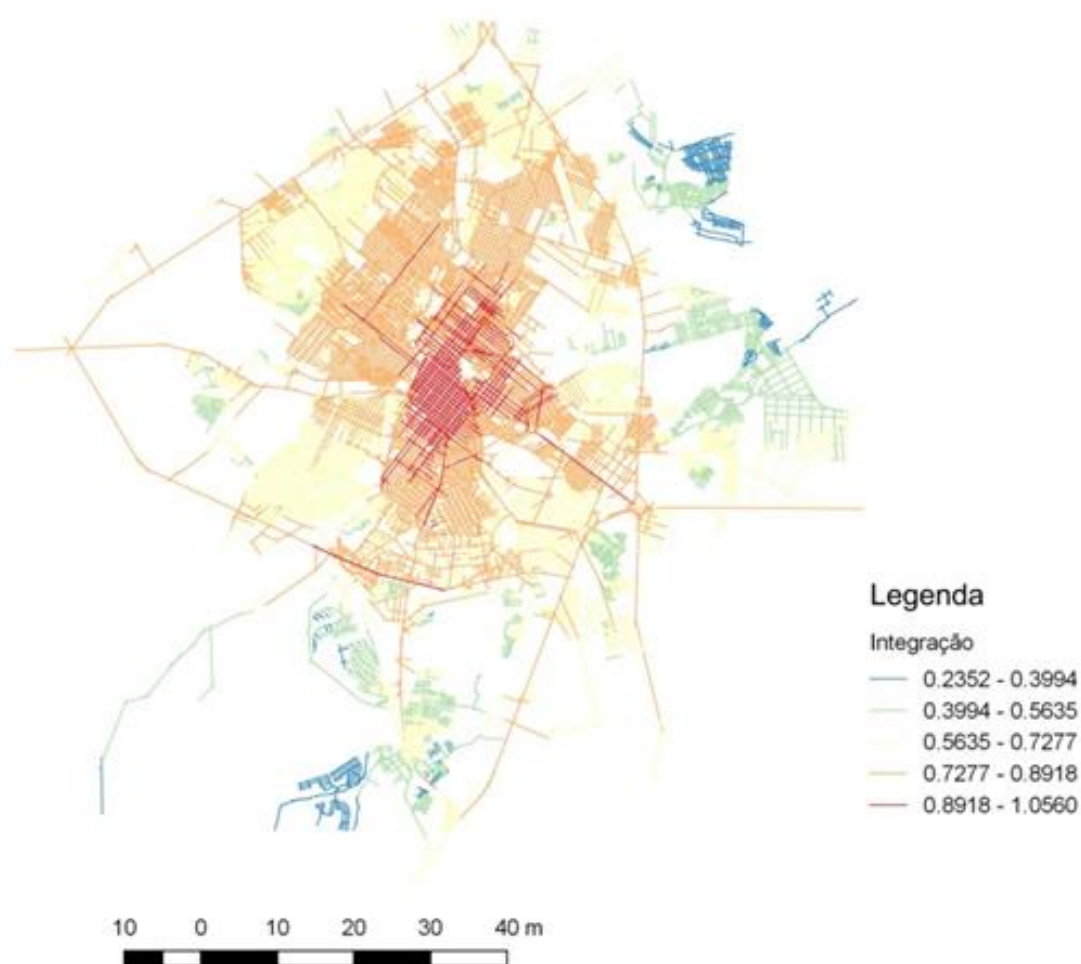 Legenda
Integração
0.2352 - 0.3994
0.3994 - 0.5635
0.5635 - 0.7277
0.7277 - 0.8918
0.8918 - 1.0560
10 0 10 20 30 40 m